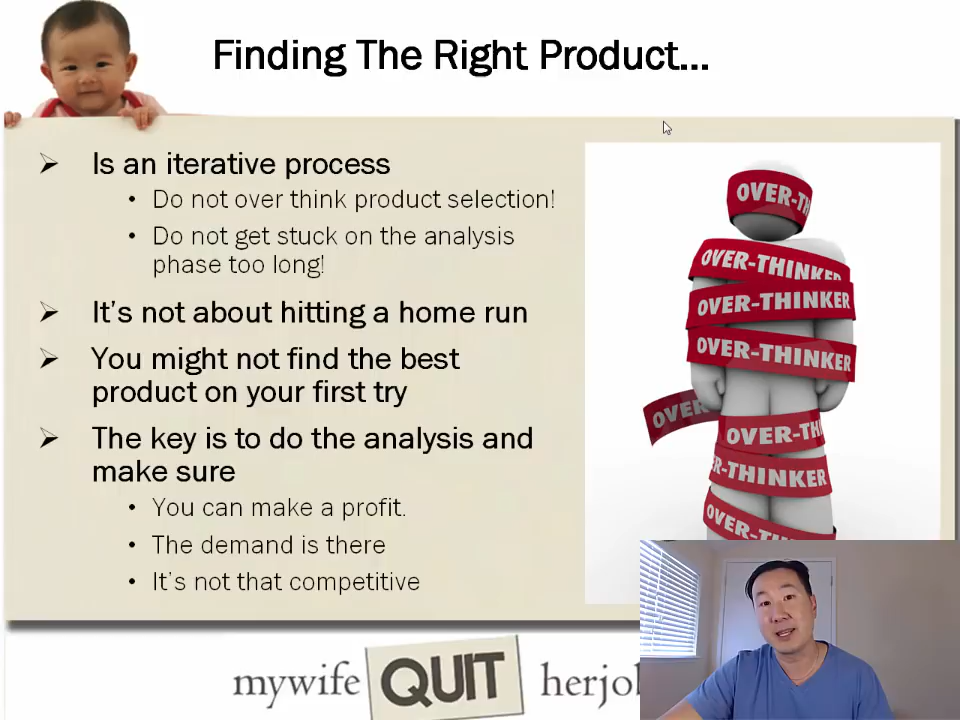 Finding The Right Product...
Is an iterative process
Do not over think product selection!
Do not get stuck on the analysis
phase too long!
It's not about hitting a home run
You might not find the best
product on your first try
The key is to do the analysis and
make sure
You can make a profit.
The demand is there
It's not that competitive
OVER-TH
OVER-THINKER
OVER-THINKER
OVER-THINKER
OVER
OVER-TH
R-THINKER
OVER-TH
mywife QUIT herjob